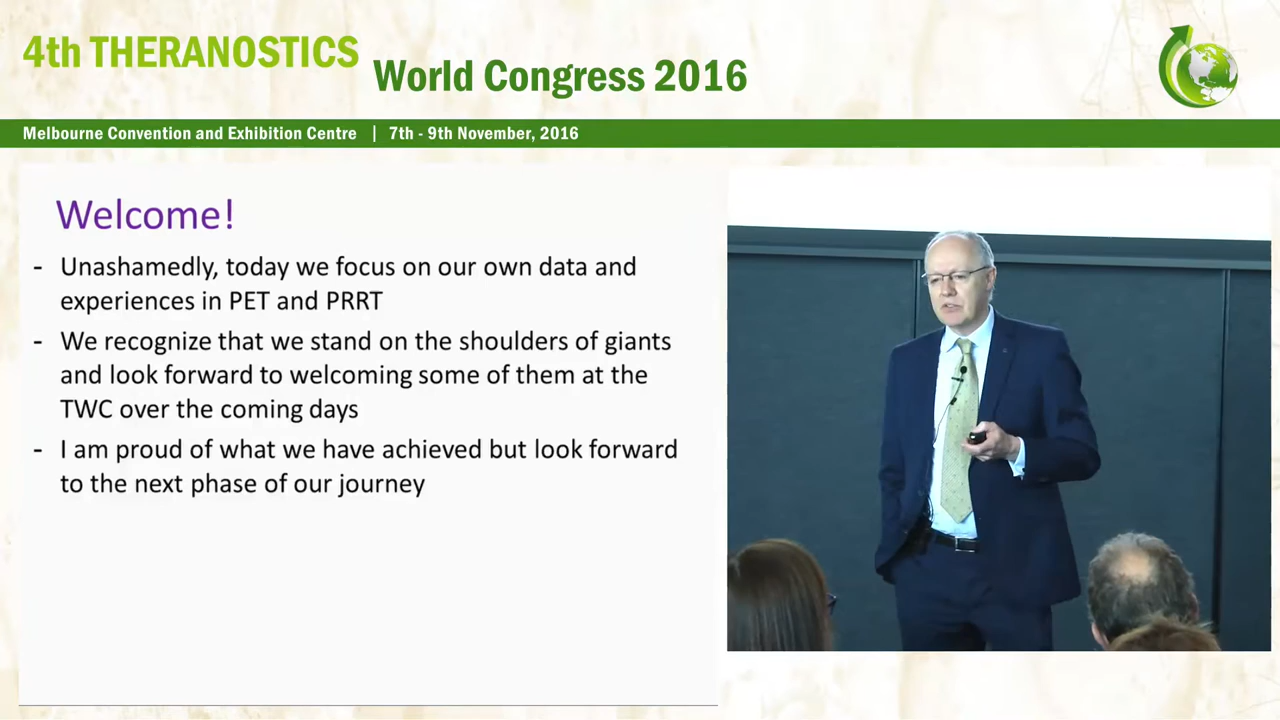 4th THERANOSTICS
World Congress 2016
Melbourne Convention and Exhibition Centre | 7th - 9th November, 2016
Welcome!
- Unashamedly, today we focus on our own data and
experiences in PET and PRRT
- We recognize that we stand on the shoulders of giants
and look forward to welcoming some of them at the
TWC over the coming days
- I am proud of what we have achieved but look forward
to the next phase of our journey